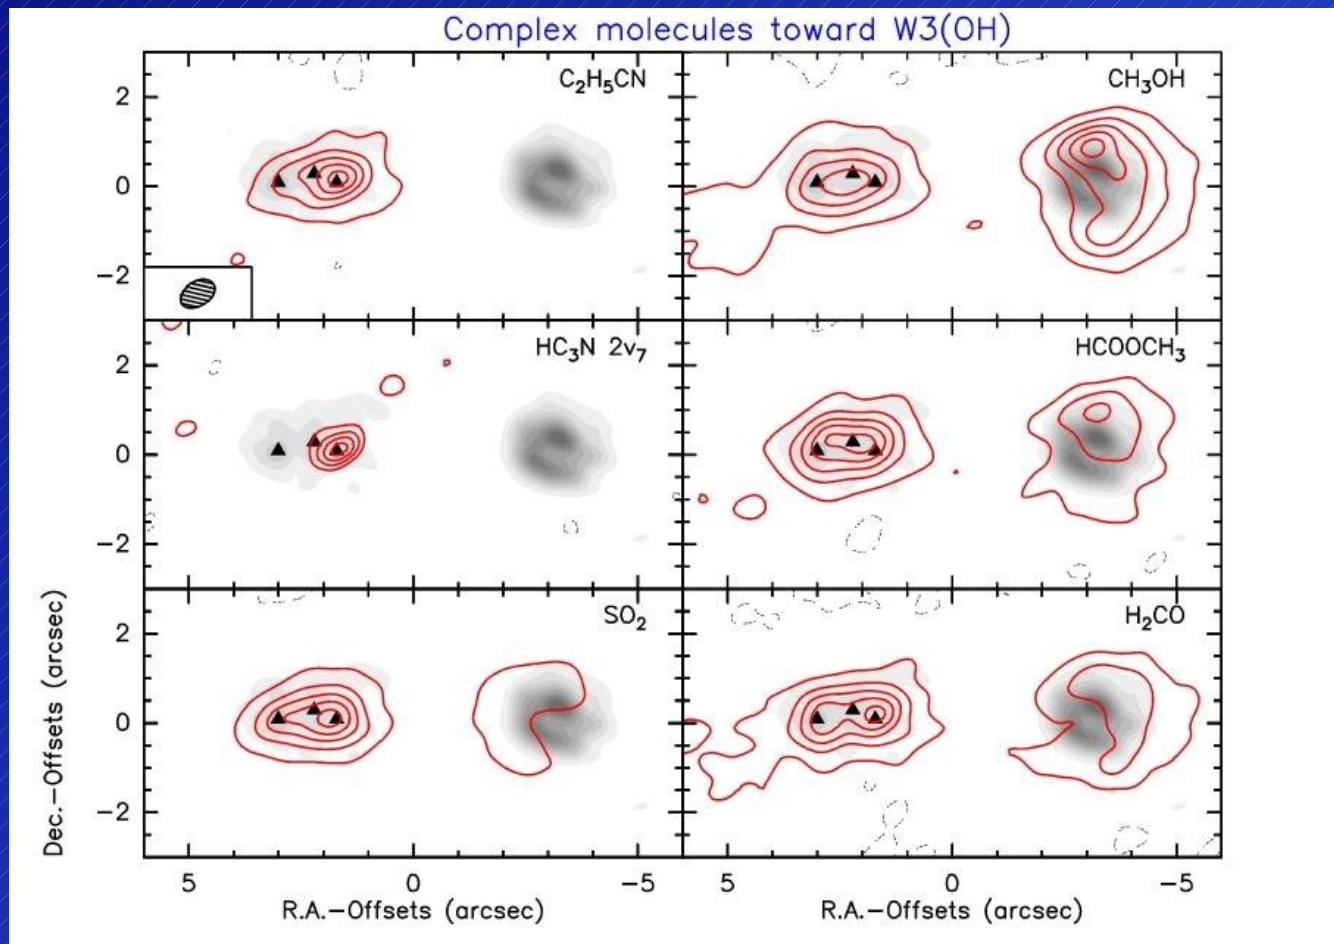 Complex molecules toward W3(OH)
C₂H₅CN
CH₃OH
2
0
−2
HC₃N 2v₇
HCOOCH₃
2
0
−2
SO₂
H₂CO
2
0
−2
Dec.−Offsets (arcsec)
5 0 −5 5 0 −5
R.A.−Offsets (arcsec) R.A.−Offsets (arcsec)